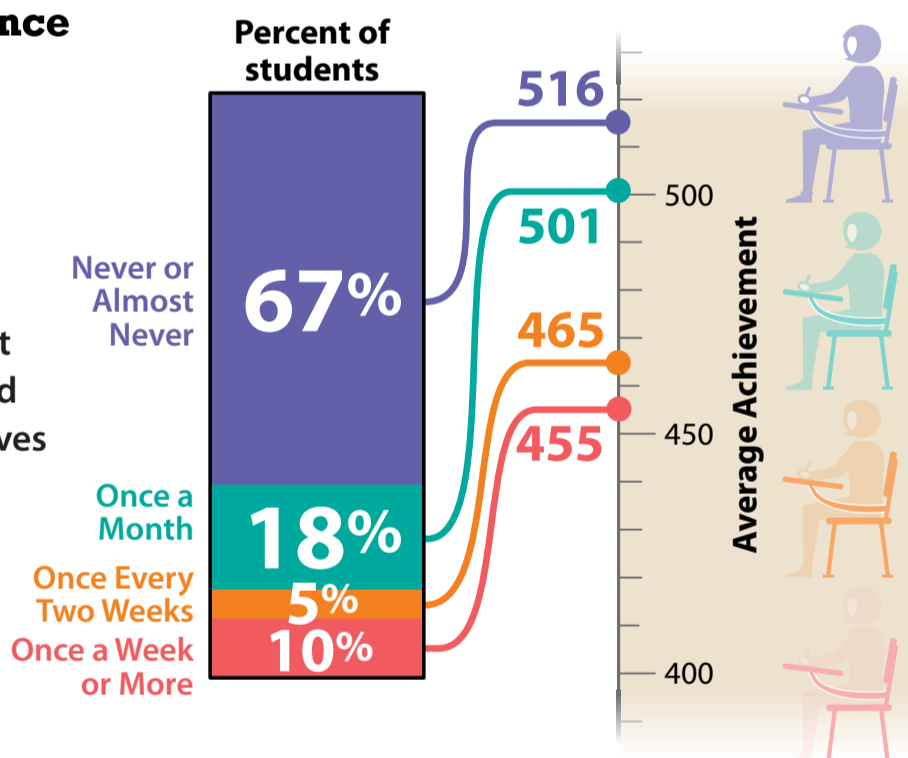 nce
Percent of
students
516
500
501
Never or
Almost
Never
67%
t
d
ves
465
450
455
Average Achievement
Once a
Month
18%
Once Every
Two Weeks
5%
Once a Week
or More
10%
400